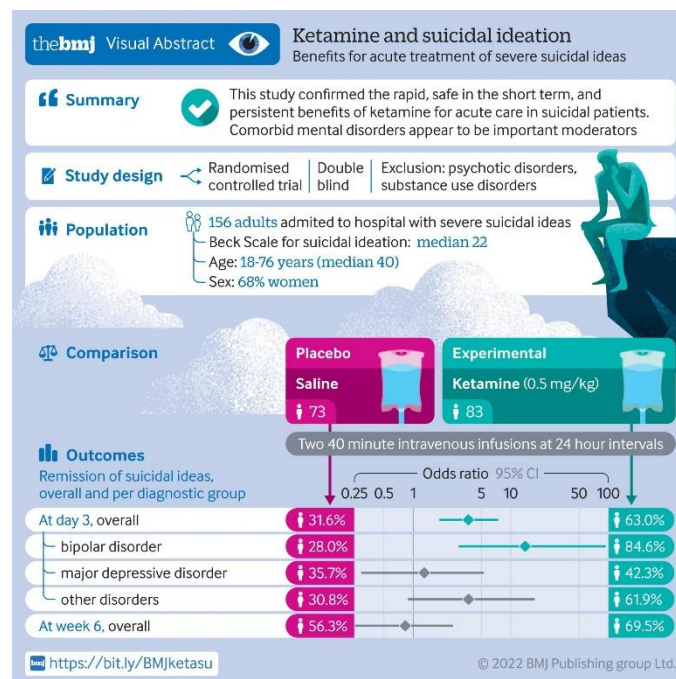 thebmj Visual Abstract
Ketamine and suicidal ideation
Benefits for acute treatment of severe suicidal ideas
Summary
This study confirmed the rapid, safe in the short term, and
persistent benefits of ketamine for acute care in suicidal patients.
Comorbid mental disorders appear to be important moderators
Study design
Randomised
controlled trial
Double
blind
Exclusion: psychotic disorders,
substance use disorders
Population
156 adults admited to hospital with severe suicidal ideas
Beck Scale for suicidal ideation: median 22
Age: 18-76 years (median 40)
Sex: 68% women
Comparison
Placebo
Saline
73
Experimental
Ketamine (0.5 mg/kg)
83
Two 40 minute intravenous infusions at 24 hour intervals
Outcomes
Remission of suicidal ideas,
overall and per diagnostic group
Odds ratio 95% CI
0.25 0.5 1 5 10 50 100
At day 3, overall 31.6% 63.0%
bipolar disorder 28.0% 84.6%
major depressive disorder 35.7% 42.3%
other disorders 30.8% 61.9%
At week 6, overall 56.3% 69.5%
bmj https://bit.ly/BMJketasu
© 2022 BMJ Publishing group Ltd.